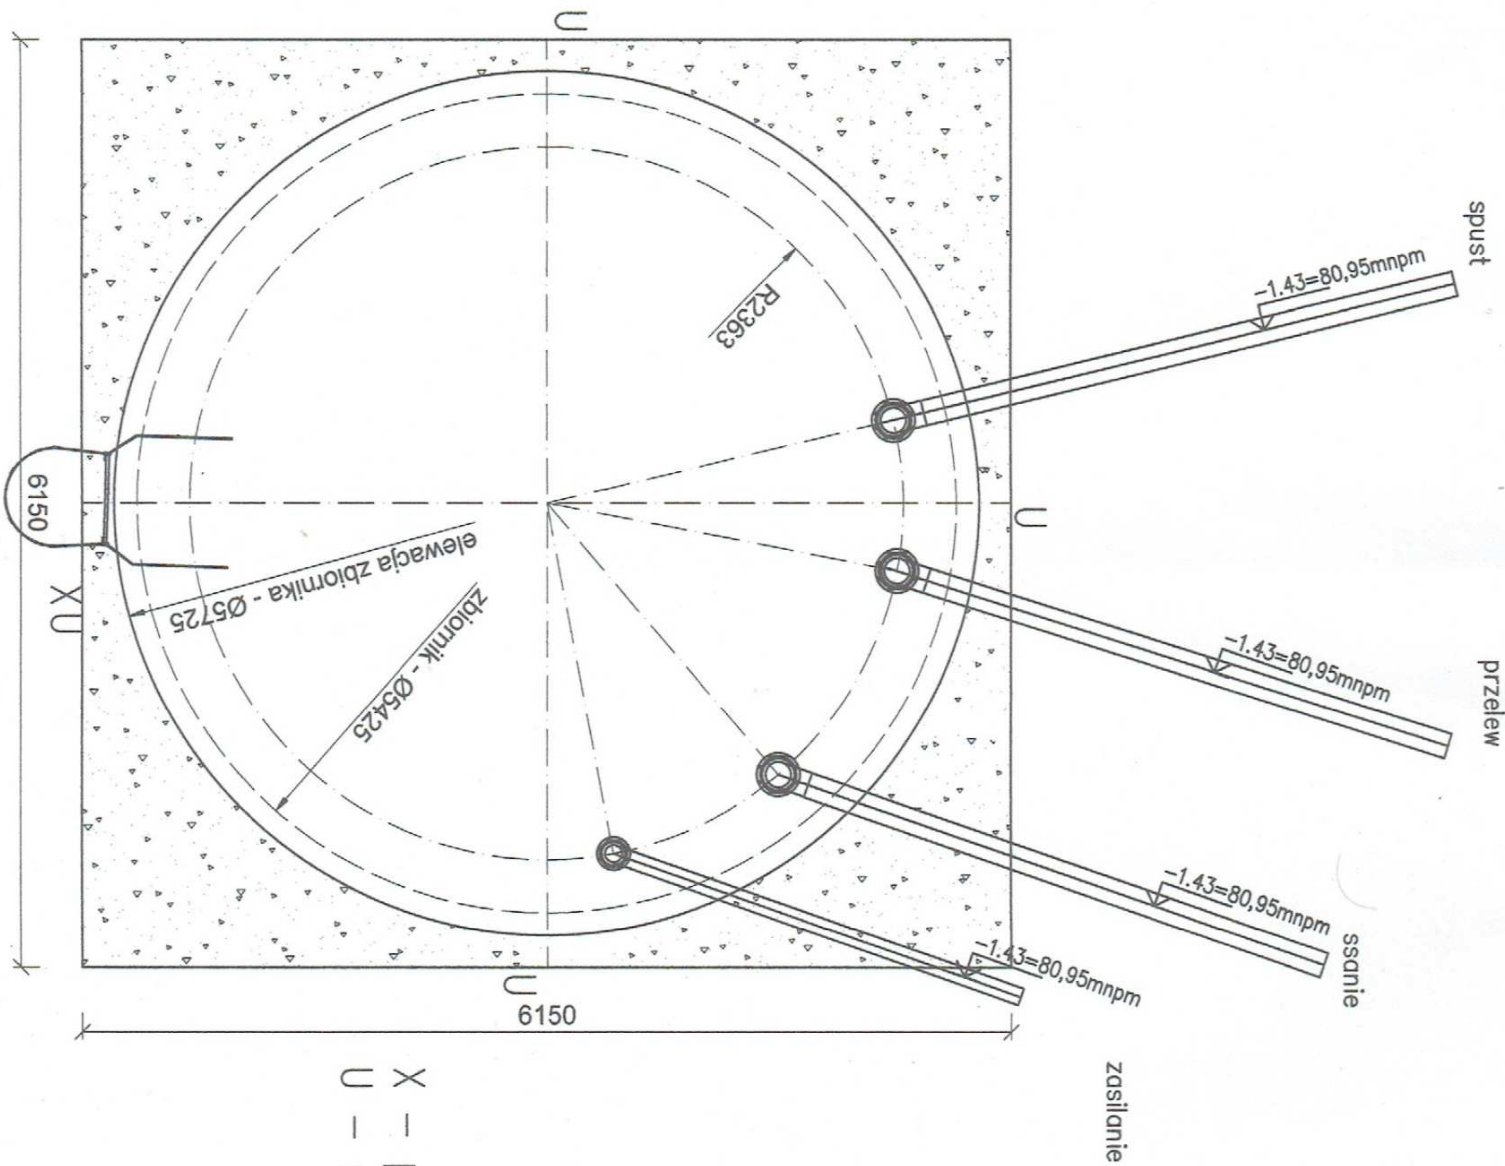 U
spust
-1.43=80,95mnpm
R2363
U
6150
X U
elewacja zbiornika - Ø5725
zbiornik - Ø5425
-1.43=80,95mnpm
przelew
-1.43=80,95mnpm
ssanie
-1.43=80,95mnpm
zasilanie
U
6150
X -
U -